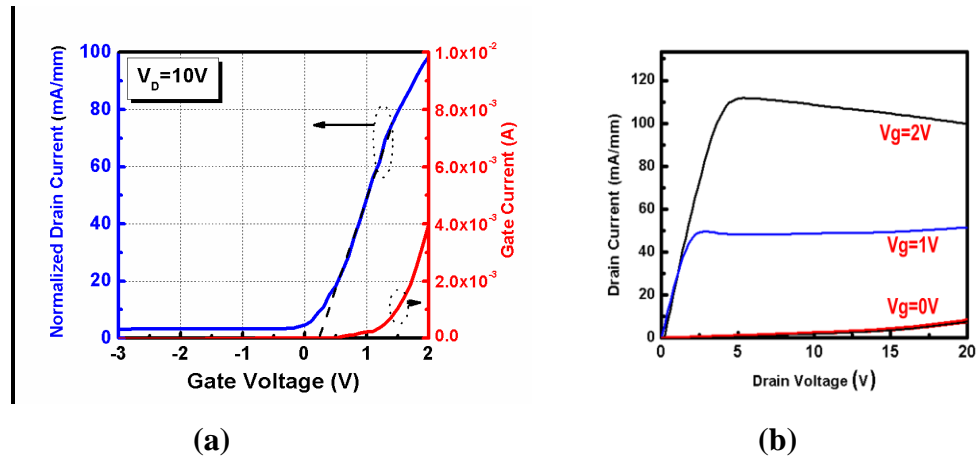 V_D=10V
Normalized Drain Current (mA/mm)
100
80
60
40
20
0
1.0x10^-2
8.0x10^-3
6.0x10^-3
4.0x10^-3
2.0x10^-3
0.0
Gate Current (A)
-3 -2 -1 0 1 2
Gate Voltage (V)
(a)
Drain Current (mA/mm)
120
100
80
60
40
20
0
Vg=2V
Vg=1V
Vg=0V
0 5 10 15 20
Drain Voltage (V)
(b)